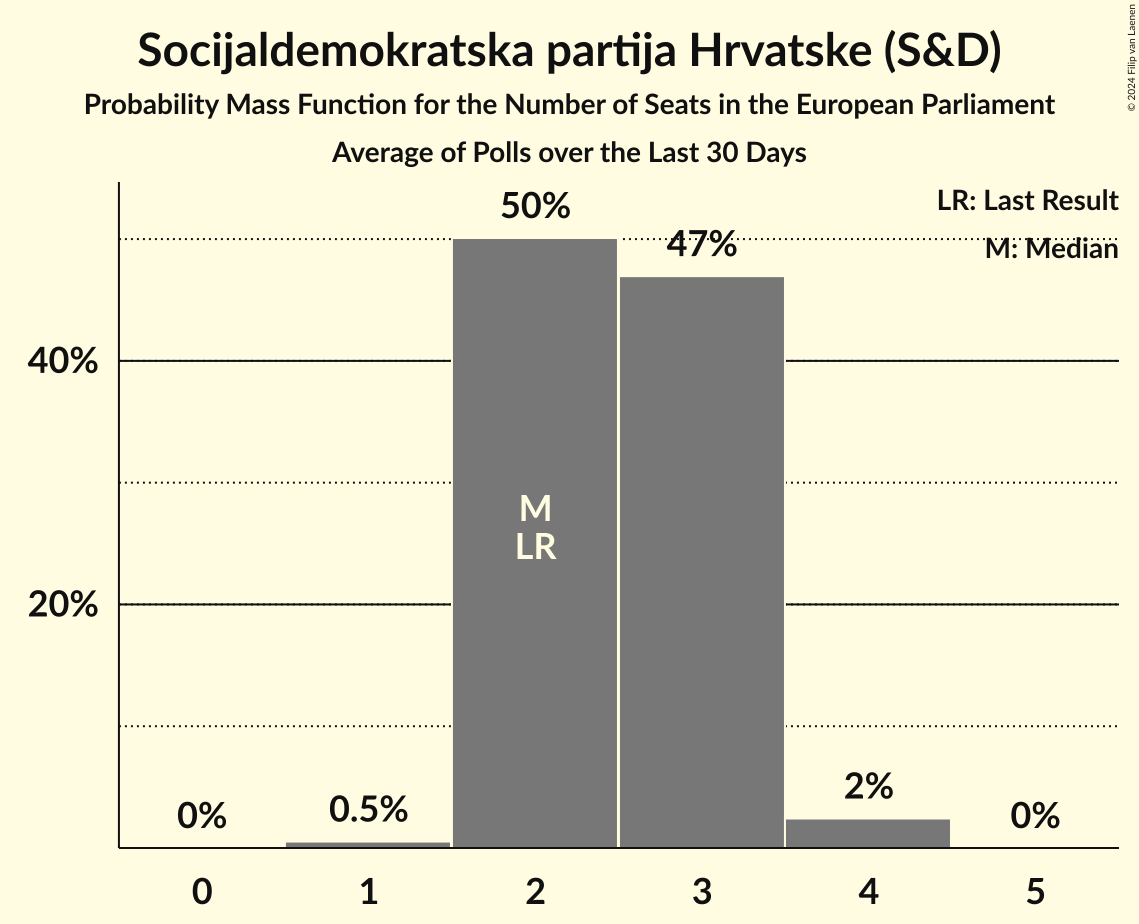 Socijaldemokratska partija Hrvatske (S&D)
Probability Mass Function for the Number of Seats in the European Parliament
Average of Polls over the Last 30 Days
© 2024 Filip van Laenen
LR: Last Result
M: Median
50%
47%
40%
M
LR
20%
0%
0.5%
2%
0%
0 1 2 3 4 5